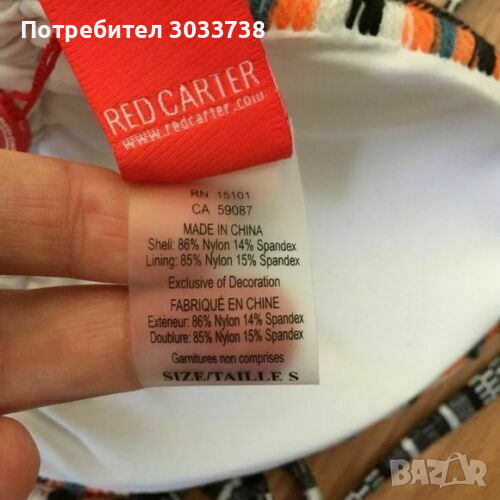 Потребител 3033738
RED CARTER
www.redcarter.com
RN 15101
CA 59087
MADE IN CHINA
Shell: 86% Nylon 14% Spandex
Lining: 85% Nylon 15% Spandex
Exclusive of Decoration
FABRIQUÉ EN CHINE
Extérieur: 86% Nylon 14% Spandex
Doublure: 85% Nylon 15% Spandex
Garnitures non comprises
SIZE/TAILLE S
BAZAR